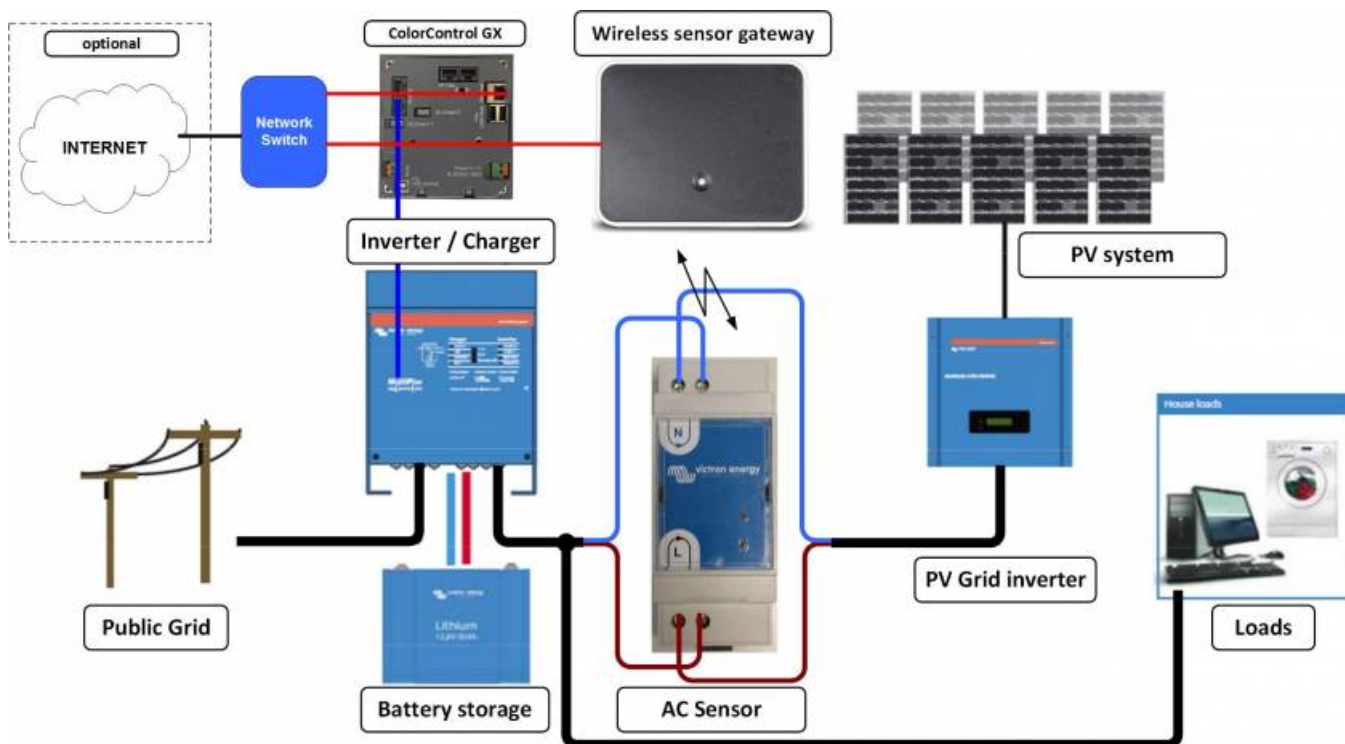 optional
INTERNET
Network
Switch
ColorControl GX
Wireless sensor gateway
Inverter / Charger
PV system
House loads
N
victron energy
L
Public Grid
Lithium
Battery storage
AC Sensor
PV Grid inverter
Loads